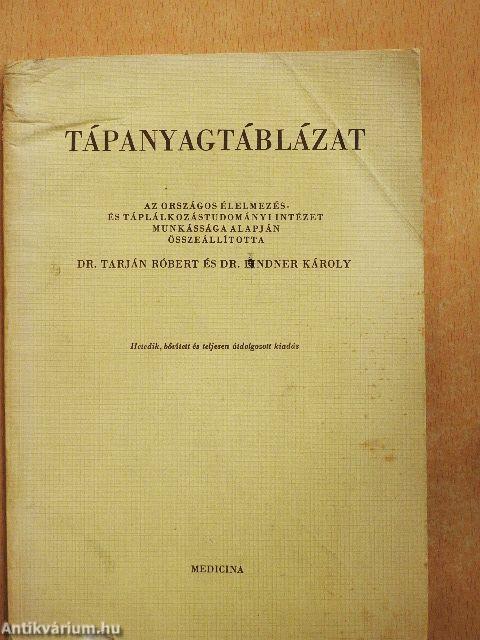 TÁPANYAGTÁBLÁZAT
AZ ORSZÁGOS ÉLELMEZÉS-
ÉS TÁPLÁLKOZÁSTUDOMÁNYI INTÉZET
MUNKÁSSÁGA ALAPJÁN
ÖSSZEÁLLÍTOTTA
DR. TARJÁN RÓBERT ÉS DR. LINDNER KÁROLY
Hetedik, bővített és teljesen átdolgozott kiadás
MEDICINA
Antikvárium.hu